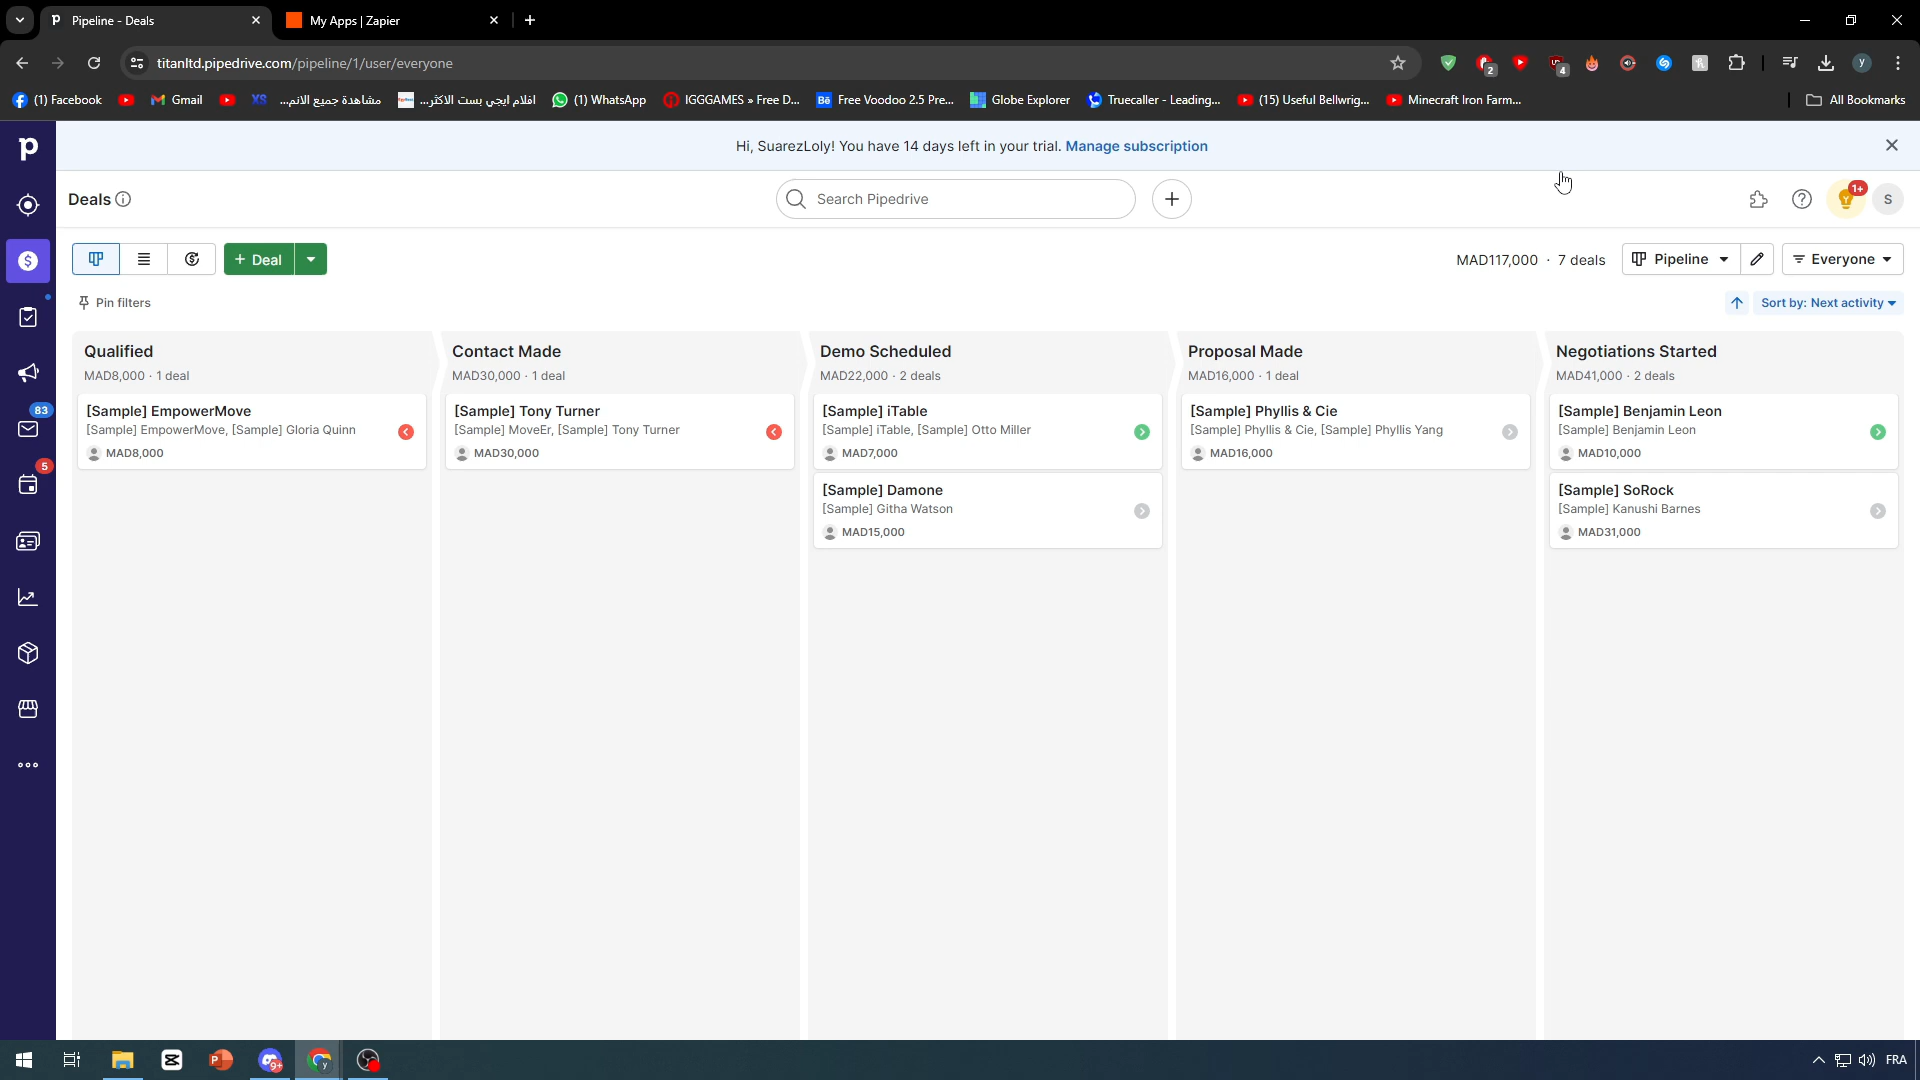 Pipeline - Deals
My Apps | Zapier
titanltd.pipedrive.com/pipeline/1/user/everyone
2
4
y
(1) Facebook
Gmail
XS
مشاهدة جميع الانم...
افلام ايجي بست الاكثر...
(1) WhatsApp
IGGGAMES » Free D...
Bē
Free Voodoo 2.5 Pre...
Globe Explorer
Truecaller - Leading...
(15) Useful Bellwrig...
Minecraft Iron Farm...
All Bookmarks
Hi, SuarezLoly! You have 14 days left in your trial. Manage subscription
Deals
Search Pipedrive
1+
S
+ Deal
MAD117,000 · 7 deals
Pipeline
Everyone
Pin filters
Sort by: Next activity
83
5
Qualified
MAD8,000 · 1 deal
[Sample] EmpowerMove
[Sample] EmpowerMove, [Sample] Gloria Quinn
MAD8,000
Contact Made
MAD30,000 · 1 deal
[Sample] Tony Turner
[Sample] MoveEr, [Sample] Tony Turner
MAD30,000
Demo Scheduled
MAD22,000 · 2 deals
[Sample] iTable
[Sample] iTable, [Sample] Otto Miller
MAD7,000
[Sample] Damone
[Sample] Githa Watson
MAD15,000
Proposal Made
MAD16,000 · 1 deal
[Sample] Phyllis & Cie
[Sample] Phyllis & Cie, [Sample] Phyllis Yang
MAD16,000
Negotiations Started
MAD41,000 · 2 deals
[Sample] Benjamin Leon
[Sample] Benjamin Leon
MAD10,000
[Sample] SoRock
[Sample] Kanushi Barnes
MAD31,000
9+
FRA